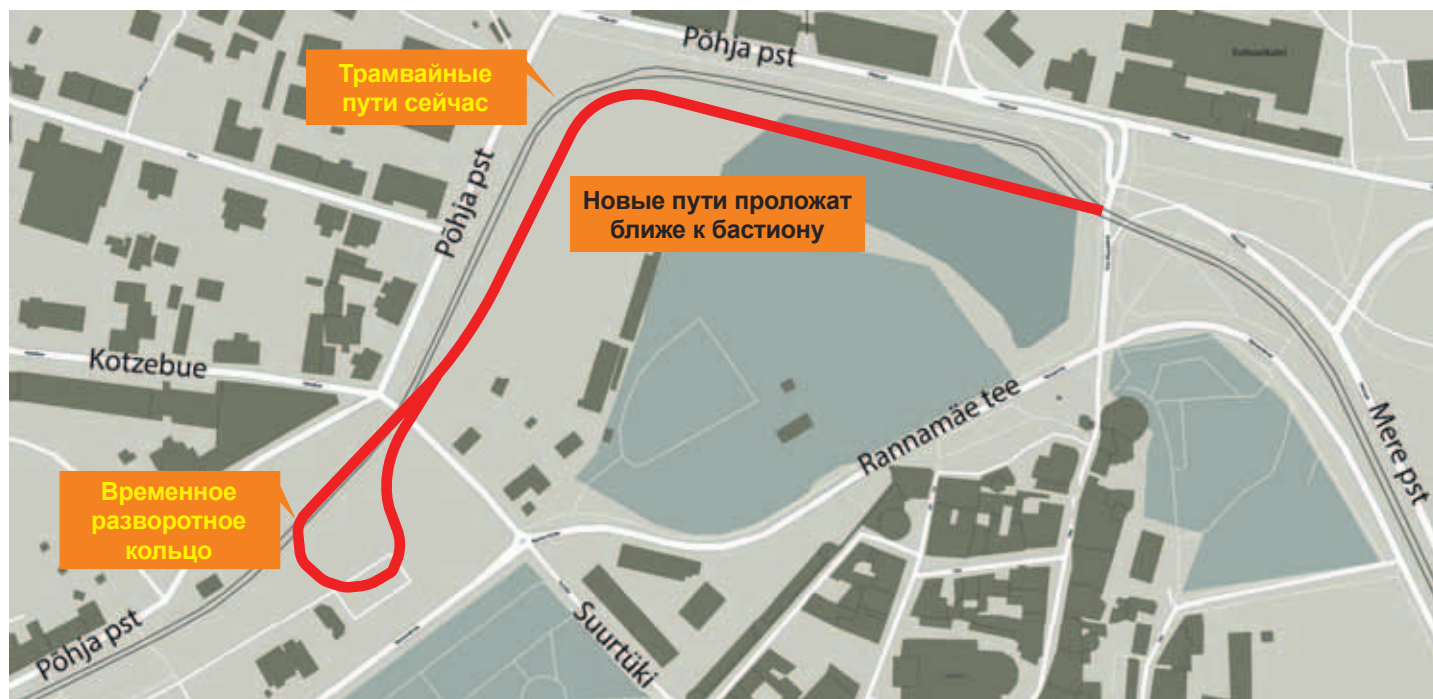 Põhja pst
Трамвайные
пути сейчас
Новые пути проложат
ближе к бастиону
Põhja pst
Kotzebue
Rannamäe tee
Mere pst
Временное
разворотное
кольцо
Põhja pst
Suurtüki